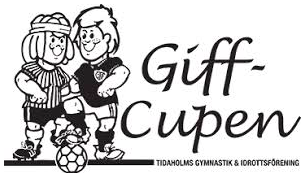 Giff-
Cupen
TIDAHOLMS GYMNASTIK & IDROTTSFÖRENING